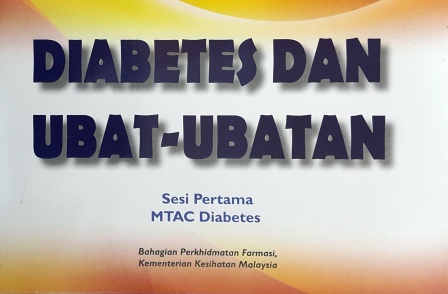 DIABETES DAN
UBAT-UBATAN
Sesi Pertama
MTAC Diabetes
Bahagian Perkhidmatan Farmasi,
Kementerian Kesihatan Malaysia